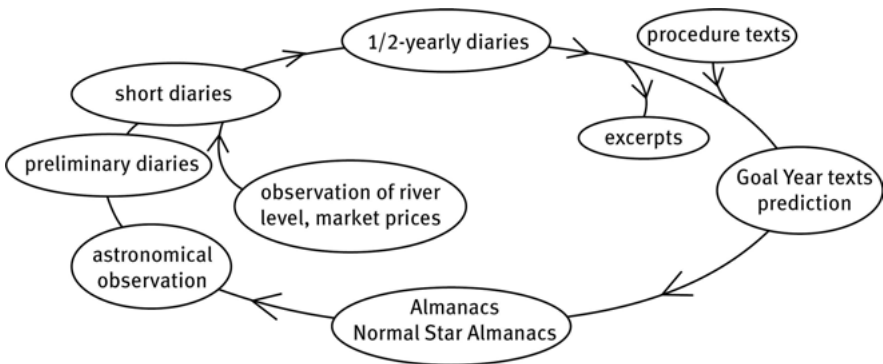 1/2-yearly diaries
procedure texts
short diaries
excerpts
preliminary diaries
observation of river
level, market prices
Goal Year texts
prediction
astronomical
observation
Almanacs
Normal Star Almanacs